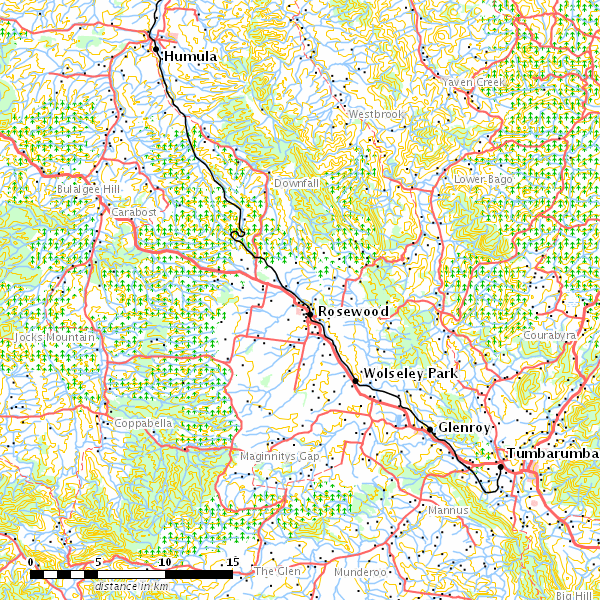 Humula
Yaven Creek
Westbrook
Bulalgee Hill
Downfall
Lower Bago
Carabost
Rosewood
Jocks Mountain
Courabyra
Wolseley Park
Coppabella
Glenroy
Maginnitys Gap
Tumbarumba
Mannus
0 5 10 15
distance in km
The Glen
Munderoo
Big Hill